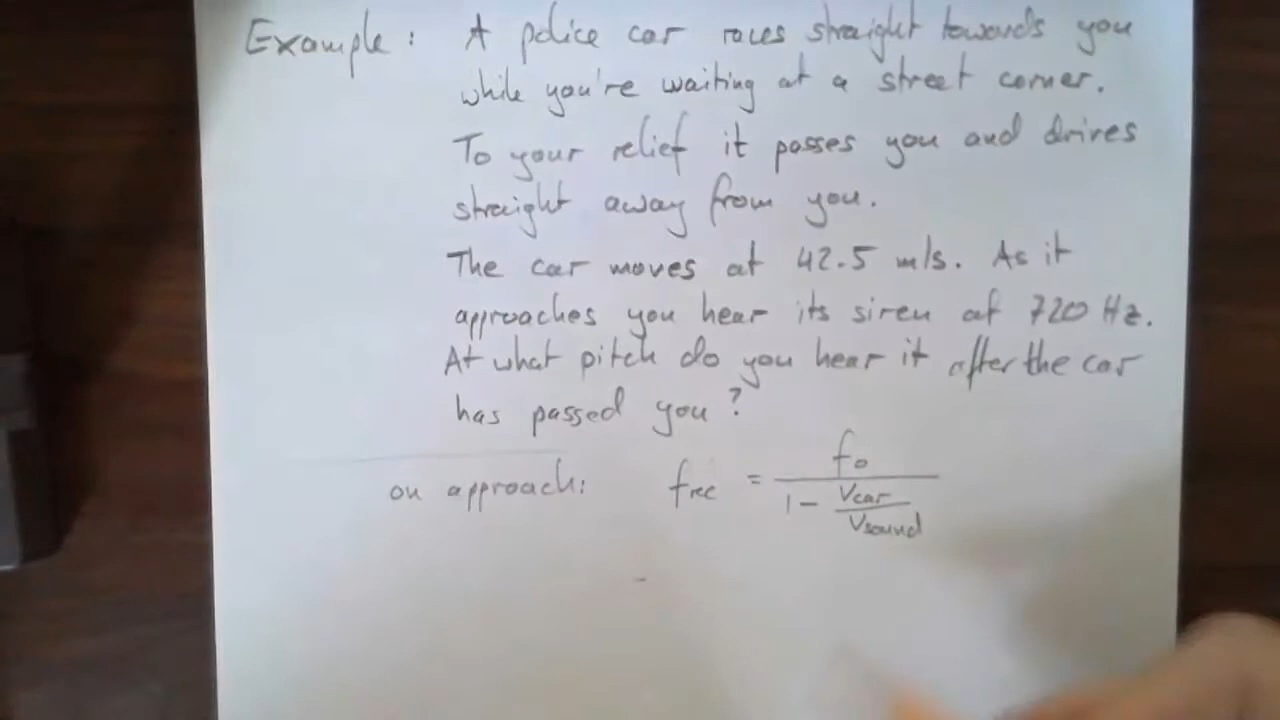 Example: A police car races straight towards you
while you're waiting at a street corner.
To your relief it passes you and drives
straight away from you.
The car moves at 42.5 m/s. As it
approaches you hear its siren at 720 Hz.
At what pitch do you hear it after the car
has passed you?
on approach: frec = f0 / (1 - vcar/vsound)